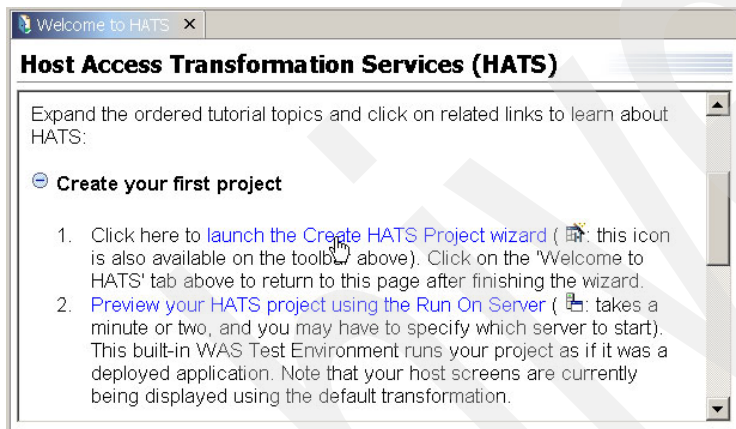 Welcome to HATS
Host Access Transformation Services (HATS)
Expand the ordered tutorial topics and click on related links to learn about
HATS:
Create your first project
1. Click here to launch the Create HATS Project wizard ( : this icon
is also available on the toolbar above). Click on the 'Welcome to
HATS' tab above to return to this page after finishing the wizard.
2. Preview your HATS project using the Run On Server ( : takes a
minute or two, and you may have to specify which server to start).
This built-in WAS Test Environment runs your project as if it was a
deployed application. Note that your host screens are currently
being displayed using the default transformation.